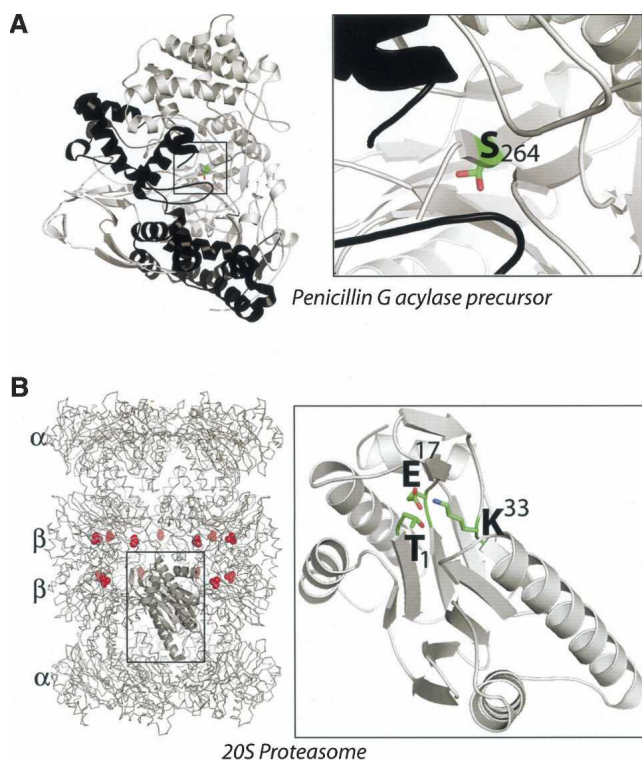 A
S264
Penicillin G acylase precursor
B
α
β
β
α
E17
K33
T1
20S Proteasome